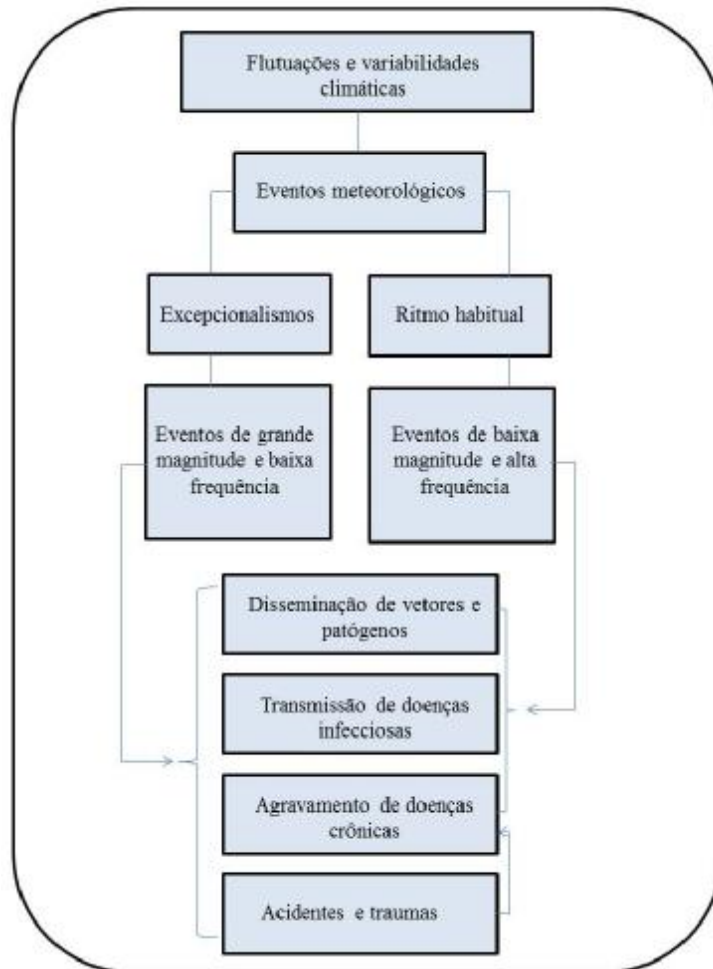 Flutuações e variabilidades
climáticas
Eventos meteorológicos
Excepcionalismos
Ritmo habitual
Eventos de grande
magnitude e baixa
frequência
Eventos de baixa
magnitude e alta
frequência
Disseminação de vetores e
patógenos
Transmissão de doenças
infecciosas
Agravamento de doenças
crônicas
Acidentes e traumas